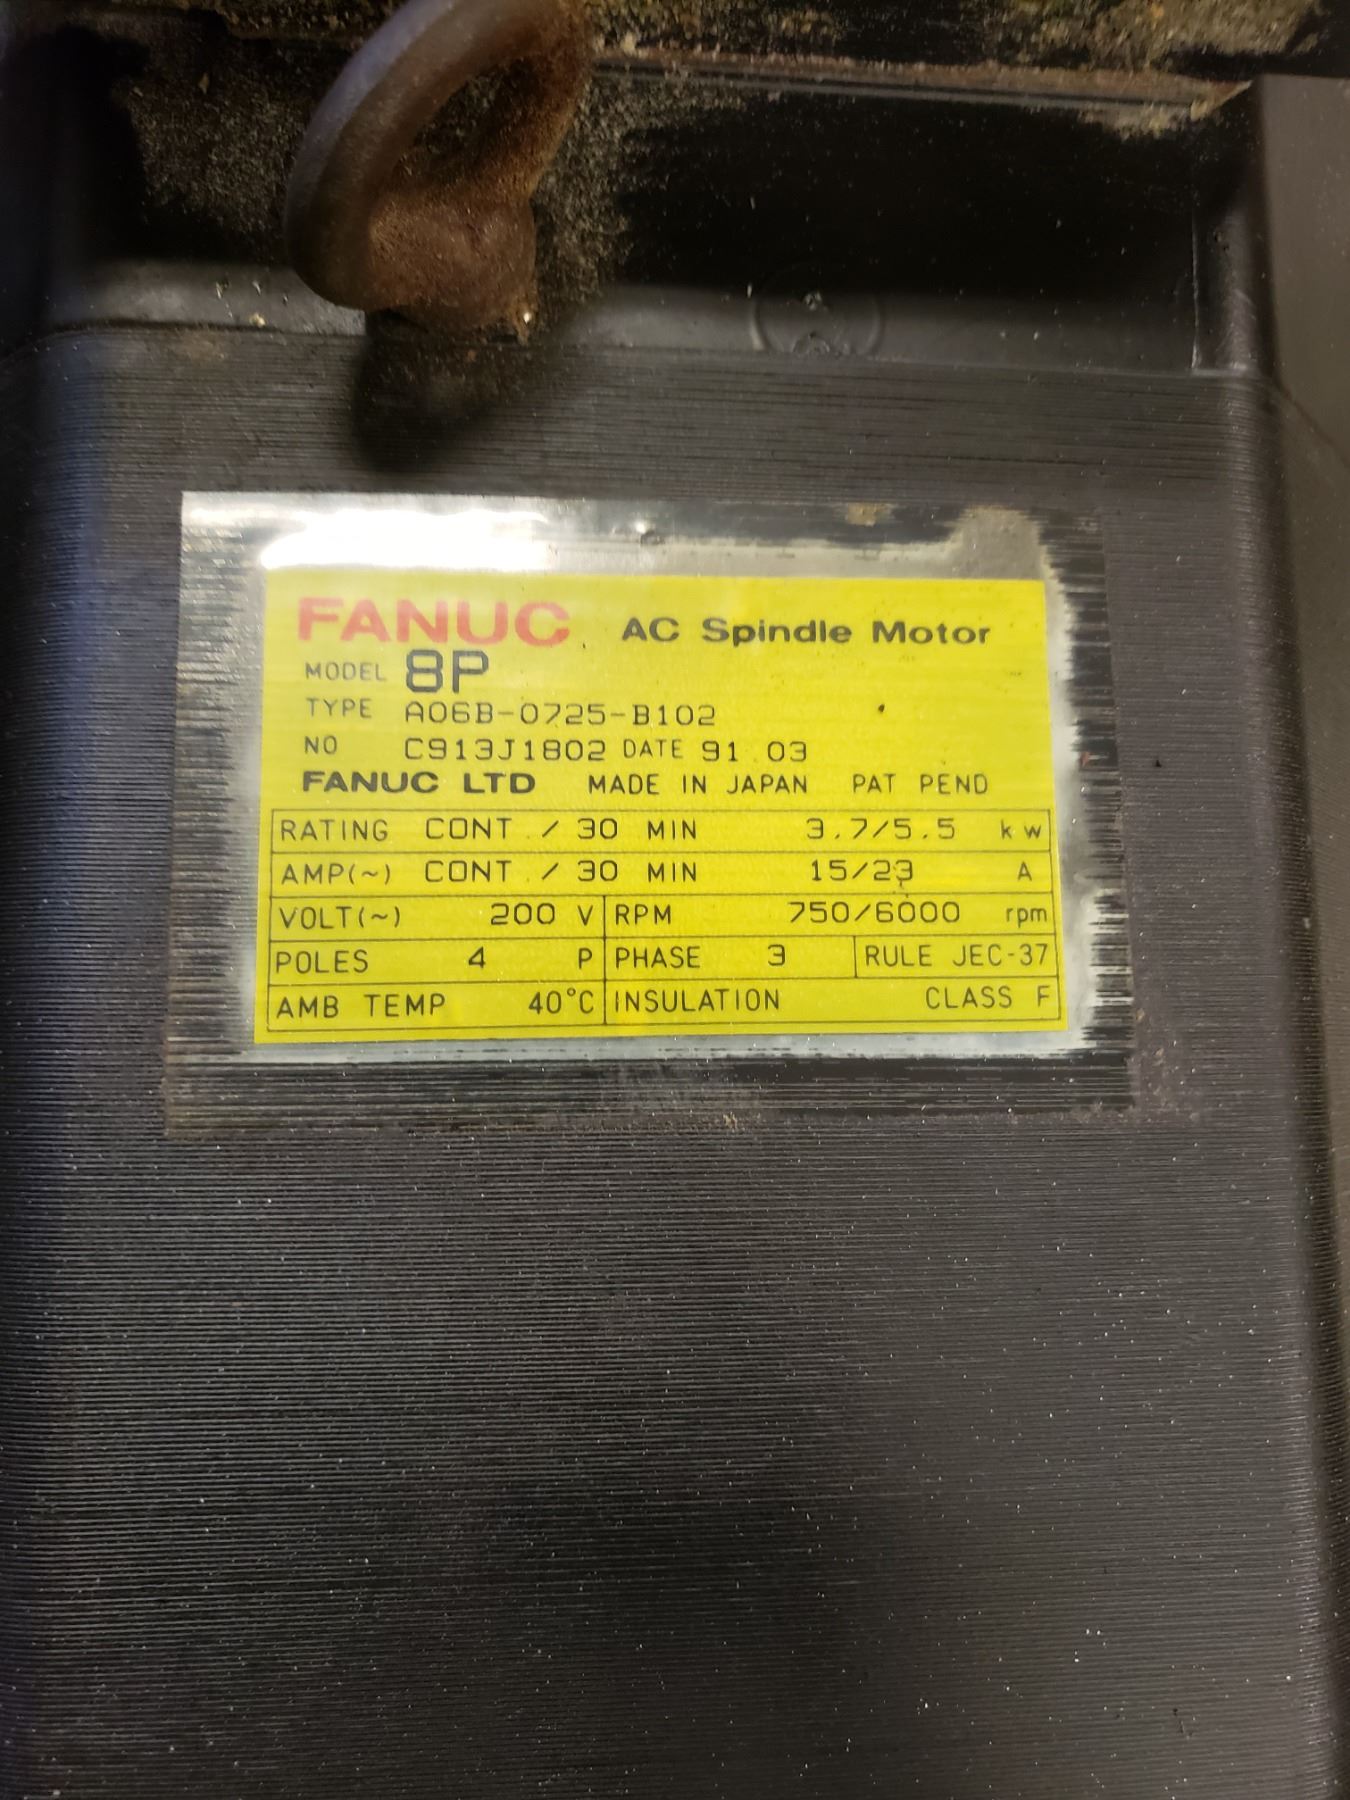 FANUC AC Spindle Motor
MODEL 8P
TYPE A06B-0725-B102
NO C913J1802 DATE 91.03
FANUC LTD MADE IN JAPAN PAT PEND
RATING CONT. / 30 MIN 3.7/5.5 kw
AMP(~) CONT. / 30 MIN 15/23 A
VOLT(~) 200 V RPM 750/6000 rpm
POLES 4 P PHASE 3 RULE JEC-37
AMB TEMP 40°C INSULATION CLASS F